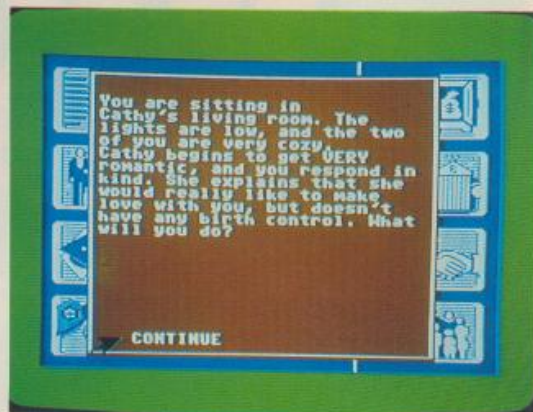 You are sitting in
Cathy's living room. The
lights are low, and the two
of you are very cozy.
Cathy begins to get VERY
romantic, and you respond in
kind. She explains that she
would really like to make
love with you, but doesn't
have any birth control. What
will you do?
CONTINUE